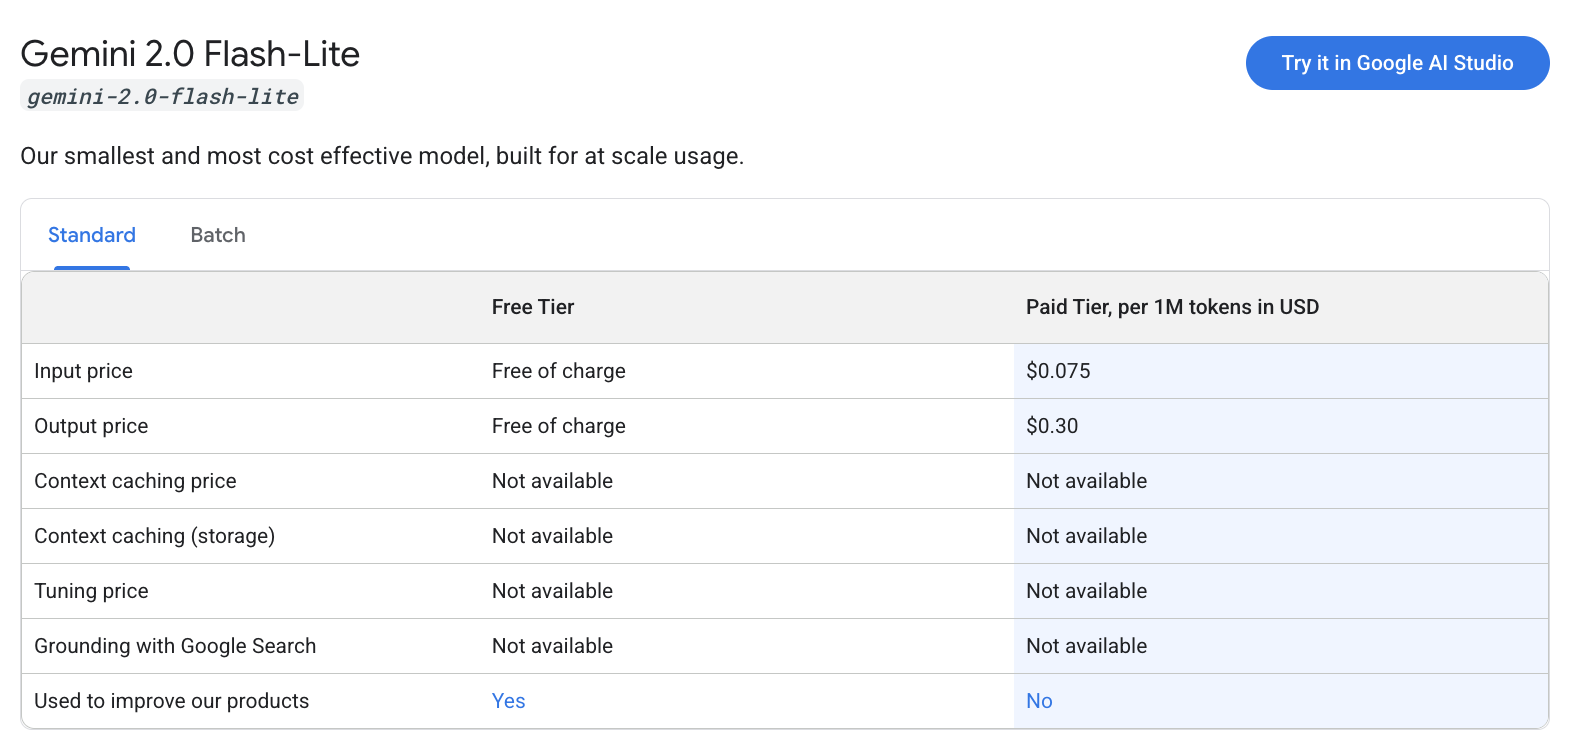 Gemini 2.0 Flash-Lite
Try it in Google AI Studio
gemini-2.0-flash-lite
Our smallest and most cost effective model, built for at scale usage.
Standard Batch
Free Tier Paid Tier, per 1M tokens in USD
Input price Free of charge $0.075
Output price Free of charge $0.30
Context caching price Not available Not available
Context caching (storage) Not available Not available
Tuning price Not available Not available
Grounding with Google Search Not available Not available
Used to improve our products Yes No